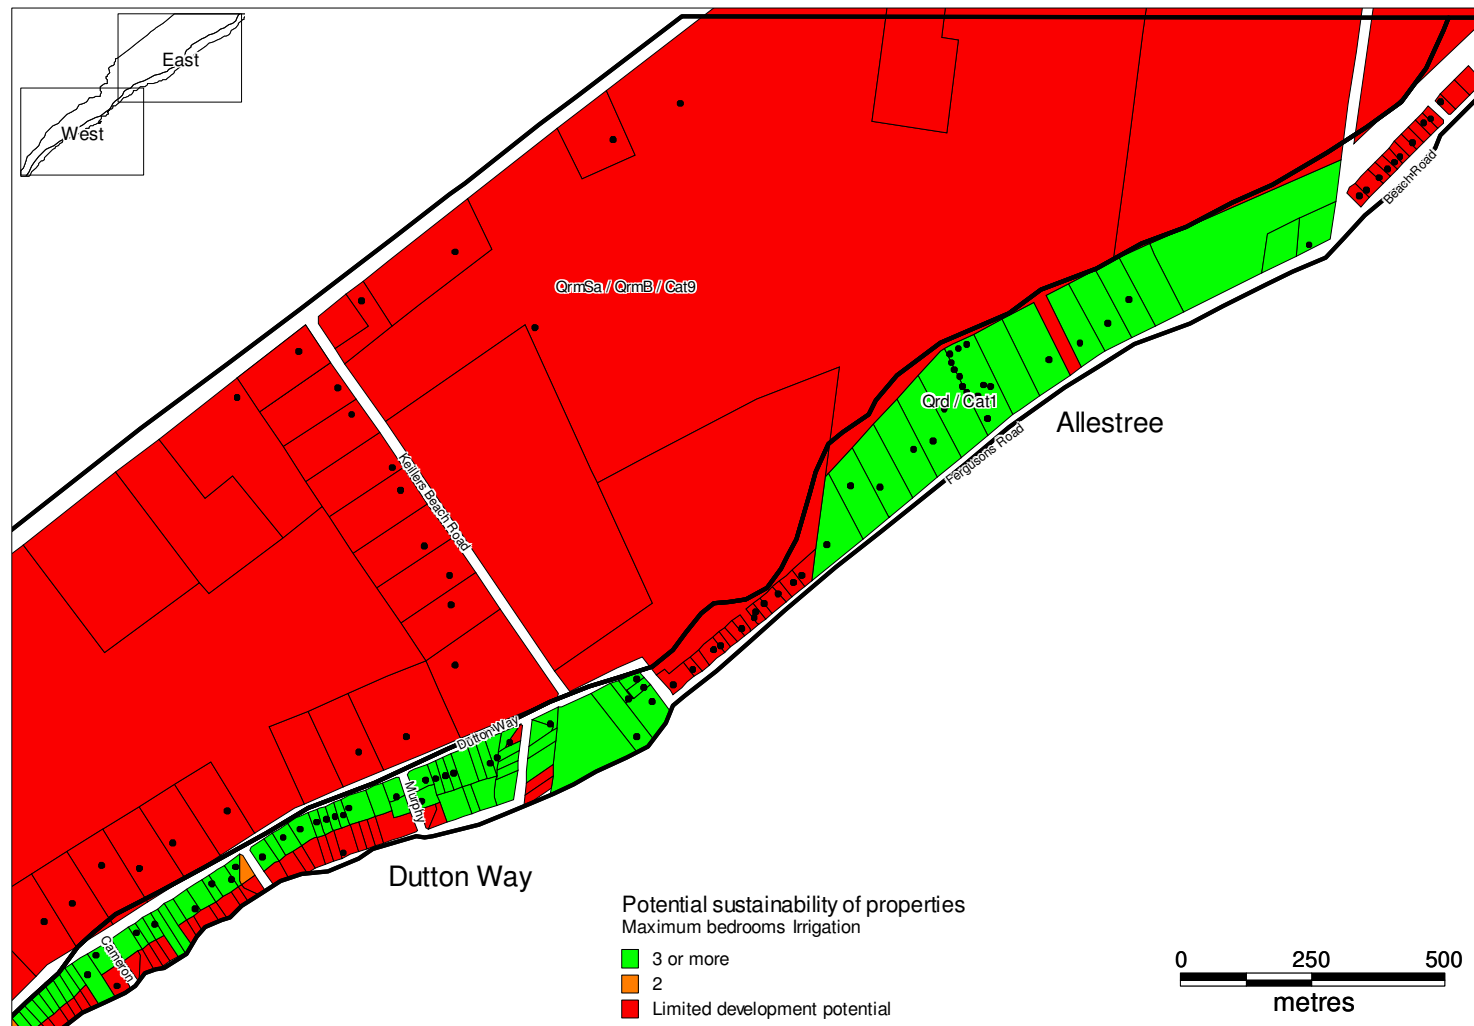 East
West
QrmSa / QrmB / Cat9
Beach Road
Keillers Beach Road
Qrd / Cat1
Fergusons Road
Allestree
Dutton Way
Murphy
Cameron
Dutton Way
Potential sustainability of properties
Maximum bedrooms Irrigation
3 or more
2
Limited development potential
0 250 500
metres